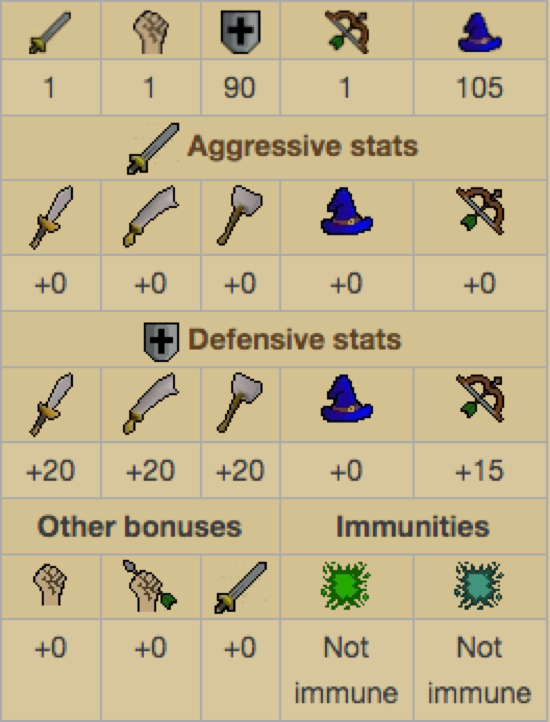 1 1 90 1 105
Aggressive stats
+0 +0 +0 +0 +0
Defensive stats
+20 +20 +20 +0 +15
Other bonuses Immunities
+0 +0 +0 Not immune Not immune